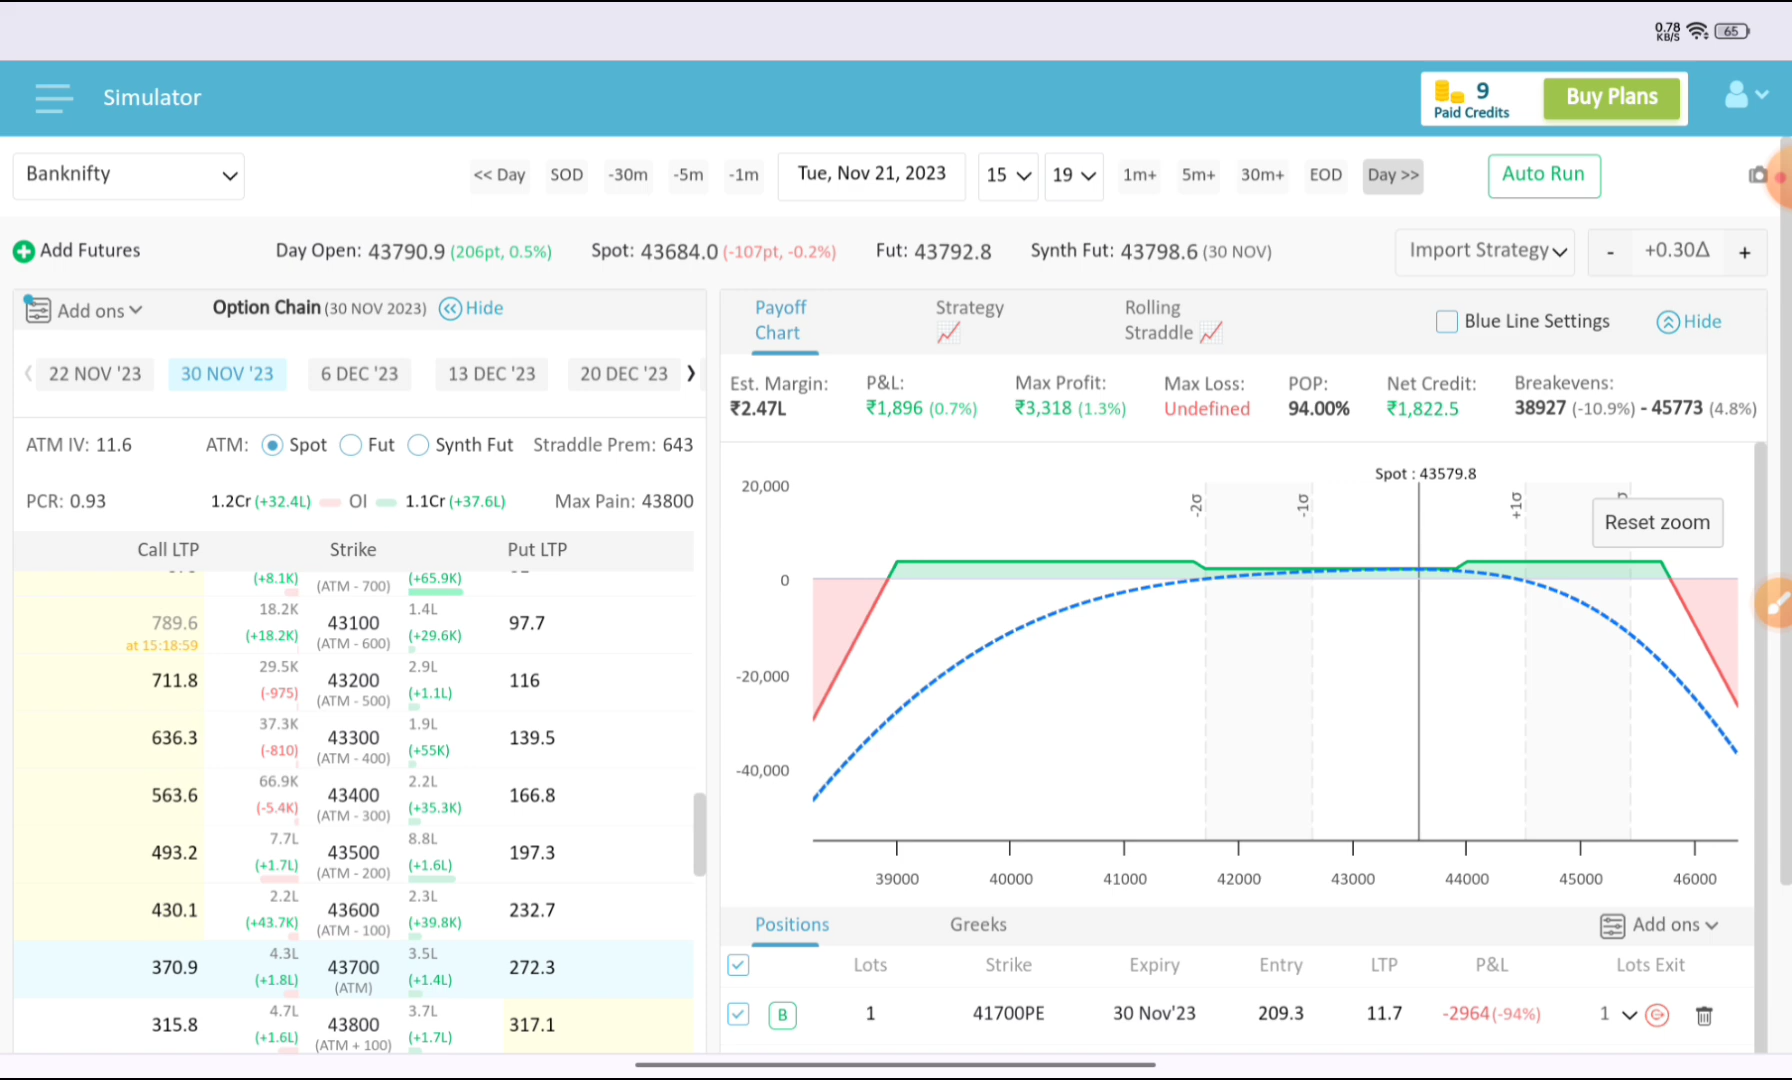 0.78
KB/S
65
Simulator
9
Paid Credits
Buy Plans
Banknifty
<< Day
SOD
-30m
-5m
-1m
Tue, Nov 21, 2023
15
19
1m+
5m+
30m+
EOD
Day >>
Auto Run
Add Futures
Day Open: 43790.9 (206pt, 0.5%)
Spot: 43684.0 (-107pt, -0.2%)
Fut: 43792.8
Synth Fut: 43798.6 (30 NOV)
Import Strategy
-
+0.30Δ
+
Add ons
Option Chain (30 NOV 2023)
Hide
22 NOV '23
30 NOV '23
6 DEC '23
13 DEC '23
20 DEC '23
ATM IV: 11.6
ATM:
Spot
Fut
Synth Fut
Straddle Prem: 643
PCR: 0.93
1.2Cr (+32.4L)
OI
1.1Cr (+37.6L)
Max Pain: 43800
Call LTP
Strike
Put LTP
(+8.1K)
(ATM - 700)
(+65.9K)
789.6
at 15:18:59
18.2K
(+18.2K)
43100
(ATM - 600)
1.4L
(+29.6K)
97.7
711.8
29.5K
(-975)
43200
(ATM - 500)
2.9L
(+1.1L)
116
636.3
37.3K
(-810)
43300
(ATM - 400)
1.9L
(+55K)
139.5
563.6
66.9K
(-5.4K)
43400
(ATM - 300)
2.2L
(+35.3K)
166.8
493.2
7.7L
(+1.7L)
43500
(ATM - 200)
8.8L
(+1.6L)
197.3
430.1
2.2L
(+43.7K)
43600
(ATM - 100)
2.3L
(+39.8K)
232.7
370.9
4.3L
(+1.8L)
43700
(ATM)
3.5L
(+1.4L)
272.3
315.8
4.7L
(+1.6L)
43800
(ATM + 100)
3.7L
(+1.7L)
317.1
Payoff
Chart
Strategy
Rolling
Straddle
Blue Line Settings
Hide
Est. Margin:
₹2.47L
P&L:
₹1,896 (0.7%)
Max Profit:
₹3,318 (1.3%)
Max Loss:
Undefined
POP:
94.00%
Net Credit:
₹1,822.5
Breakevens:
38927 (-10.9%) - 45773 (4.8%)
Spot : 43579.8
20,000
0
-20,000
-40,000
-2σ
-1σ
+1σ
Reset zoom
39000
40000
41000
42000
43000
44000
45000
46000
Positions
Greeks
Add ons
Lots
Strike
Expiry
Entry
LTP
P&L
Lots Exit
B
1
41700PE
30 Nov'23
209.3
11.7
-2964 (-94%)
1